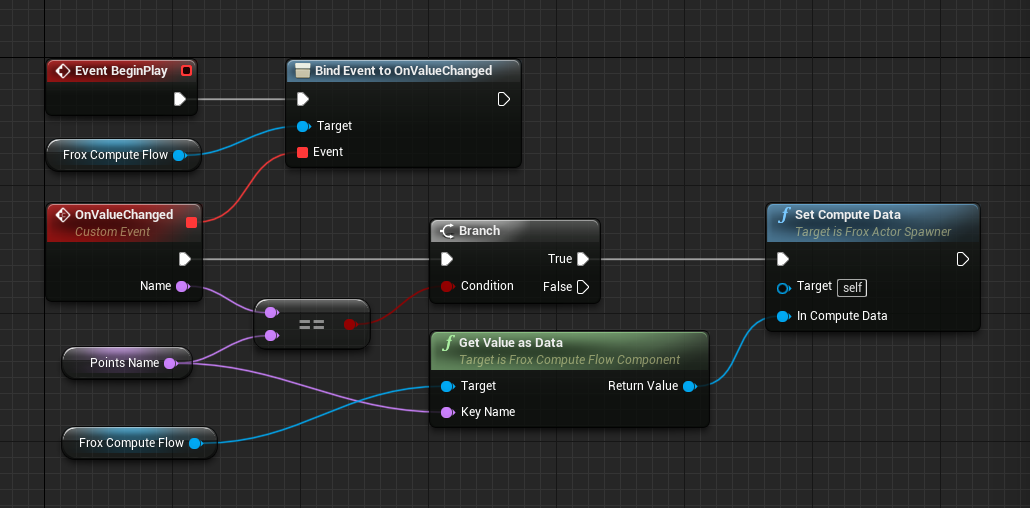 Event BeginPlay
Bind Event to OnValueChanged
Target
Event
Frox Compute Flow
OnValueChanged
Custom Event
Name
Branch
True
Condition
False
==
Points Name
Frox Compute Flow
Get Value as Data
Target is Frox Compute Flow Component
Target
Return Value
Key Name
Set Compute Data
Target is Frox Actor Spawner
Target self
In Compute Data